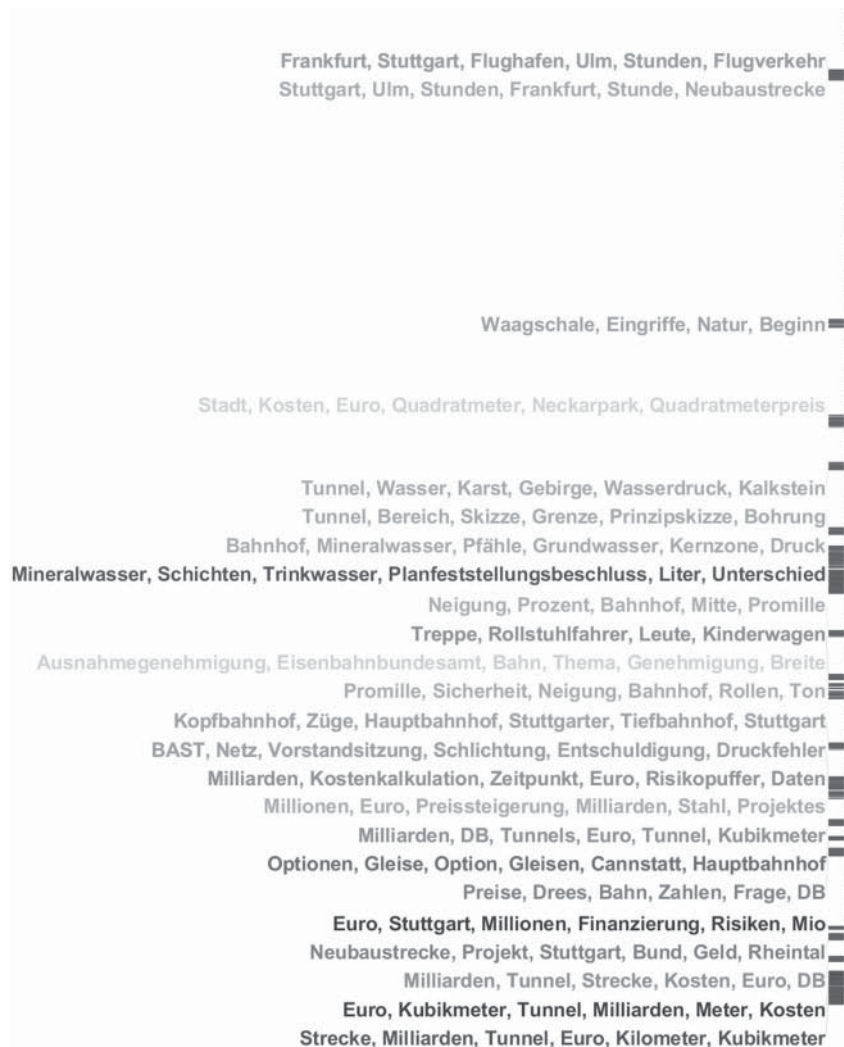 Frankfurt, Stuttgart, Flughafen, Ulm, Stunden, Flugverkehr
Stuttgart, Ulm, Stunden, Frankfurt, Stunde, Neubaustrecke
Waagschale, Eingriffe, Natur, Beginn
Stadt, Kosten, Euro, Quadratmeter, Neckarpark, Quadratmeterpreis
Tunnel, Wasser, Karst, Gebirge, Wasserdruck, Kalkstein
Tunnel, Bereich, Skizze, Grenze, Prinzipskizze, Bohrung
Bahnhof, Mineralwasser, Pfähle, Grundwasser, Kernzone, Druck
Mineralwasser, Schichten, Trinkwasser, Planfeststellungsbeschluss, Liter, Unterschied
Neigung, Prozent, Bahnhof, Mitte, Promille
Treppe, Rollstuhlfahrer, Leute, Kinderwagen
Ausnahmegenehmigung, Eisenbahnbundesamt, Bahn, Thema, Genehmigung, Breite
Promille, Sicherheit, Neigung, Bahnhof, Rollen, Ton
Kopfbahnhof, Züge, Hauptbahnhof, Stuttgarter, Tiefbahnhof, Stuttgart
BAST, Netz, Vorstandsitzung, Schlichtung, Entschuldigung, Druckfehler
Milliarden, Kostenkalkulation, Zeitpunkt, Euro, Risikopuffer, Daten
Millionen, Euro, Preissteigerung, Milliarden, Stahl, Projektes
Milliarden, DB, Tunnels, Euro, Tunnel, Kubikmeter
Optionen, Gleise, Option, Gleisen, Cannstatt, Hauptbahnhof
Preise, Drees, Bahn, Zahlen, Frage, DB
Euro, Stuttgart, Millionen, Finanzierung, Risiken, Mio
Neubaustrecke, Projekt, Stuttgart, Bund, Geld, Rheintal
Milliarden, Tunnel, Strecke, Kosten, Euro, DB
Euro, Kubikmeter, Tunnel, Milliarden, Meter, Kosten
Strecke, Milliarden, Tunnel, Euro, Kilometer, Kubikmeter